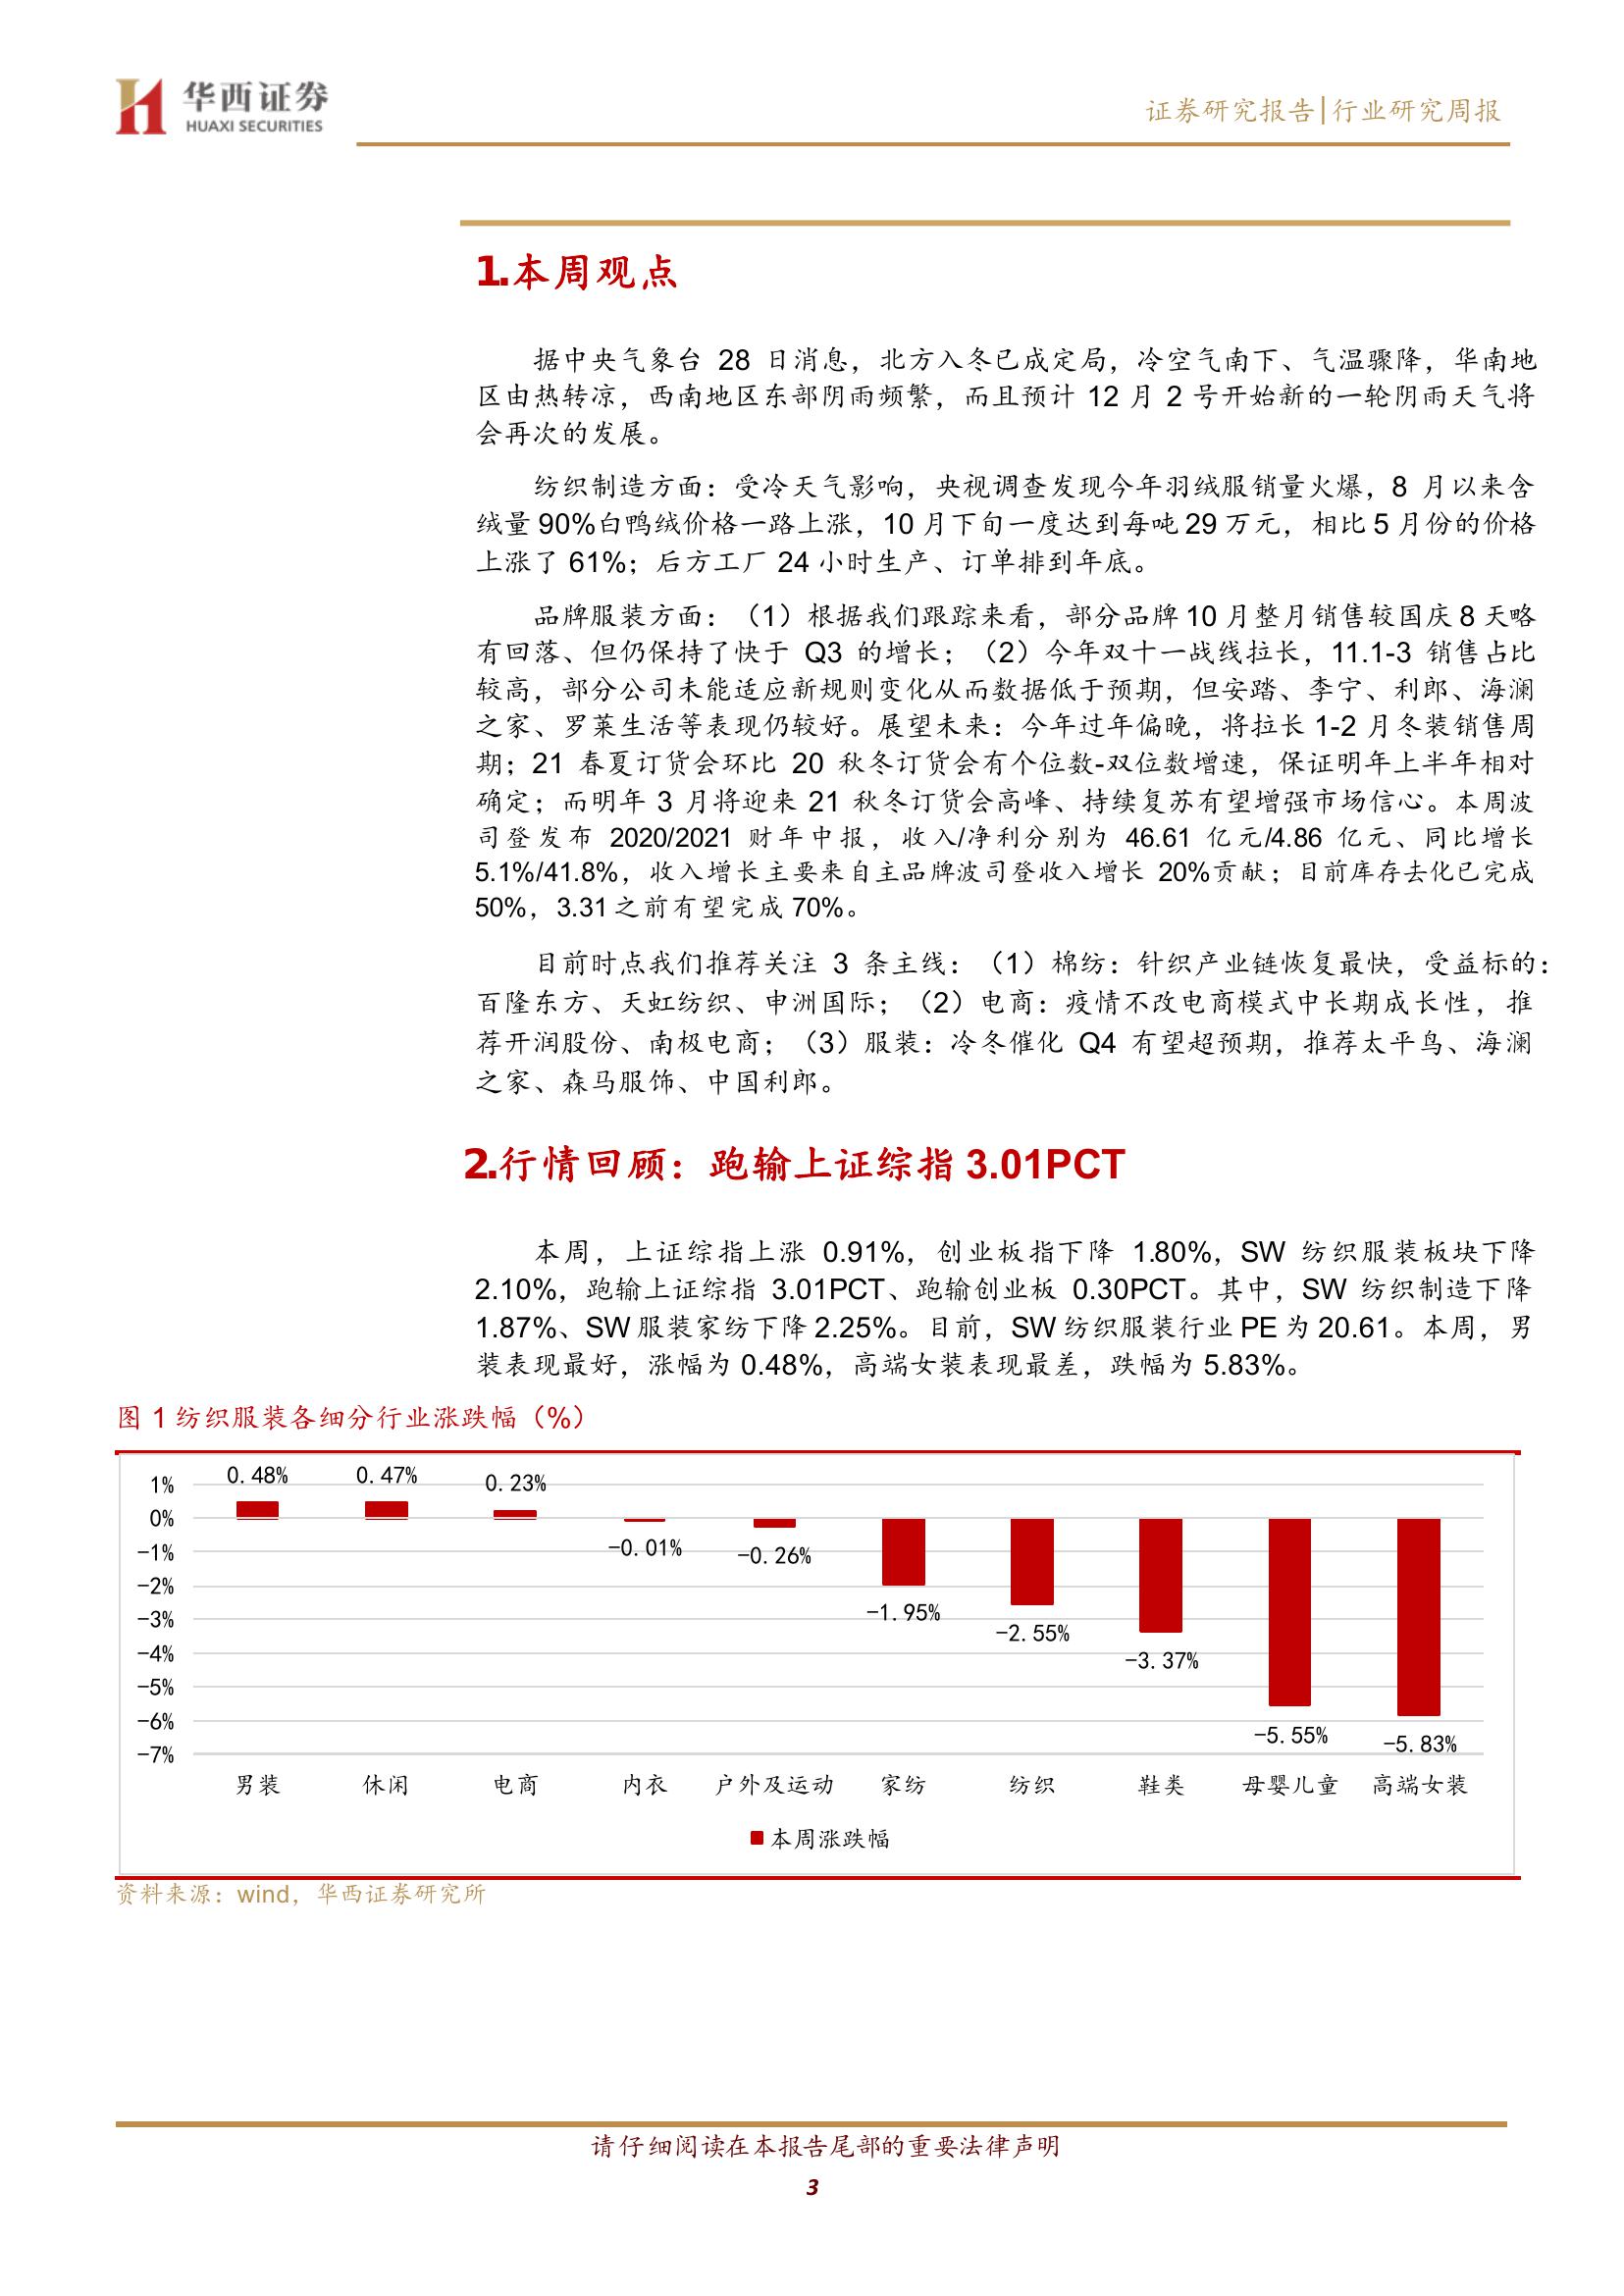 华西证券
HUAXI SECURITIES
证券研究报告|行业研究周报
1.本周观点
据中央气象台 28 日消息，北方入冬已成定局，冷空气南下、气温骤降，华南地
区由热转凉，西南地区东部阴雨频繁，而且预计 12 月 2 号开始新的一轮阴雨天气将
会再次的发展。
纺织制造方面：受冷天气影响，央视调查发现今年羽绒服销量火爆，8 月以来含
绒量 90%白鸭绒价格一路上涨，10 月下旬一度达到每吨 29 万元，相比 5 月份的价格
上涨了 61%；后方工厂 24 小时生产、订单排到年底。
品牌服装方面：（1）根据我们跟踪来看，部分品牌 10 月整月销售较国庆 8 天略
有回落、但仍保持了快于 Q3 的增长；（2）今年双十一战线拉长，11.1-3 销售占比
较高，部分公司未能适应新规则变化从而数据低于预期，但安踏、李宁、利郎、海澜
之家、罗莱生活等表现仍较好。展望未来：今年过年偏晚，将拉长 1-2 月冬装销售周
期；21 春夏订货会环比 20 秋冬订货会有个位数-双位数增速，保证明年上半年相对
确定；而明年 3 月将迎来 21 秋冬订货会高峰、持续复苏有望增强市场信心。本周波
司登发布 2020/2021 财年中报，收入/净利分别为 46.61 亿元/4.86 亿元、同比增长
5.1%/41.8%，收入增长主要来自主品牌波司登收入增长 20%贡献；目前库存去化已完成
50%，3.31 之前有望完成 70%。
目前时点我们推荐关注 3 条主线：（1）棉纺：针织产业链恢复最快，受益标的：
百隆东方、天虹纺织、申洲国际；（2）电商：疫情不改电商模式中长期成长性，推
荐开润股份、南极电商；（3）服装：冷冬催化 Q4 有望超预期，推荐太平鸟、海澜
之家、森马服饰、中国利郎。
2.行情回顾：跑输上证综指 3.01PCT
本周，上证综指上涨 0.91%，创业板指下降 1.80%，SW 纺织服装板块下降
2.10%，跑输上证综指 3.01PCT、跑输创业板 0.30PCT。其中，SW 纺织制造下降
1.87%、SW 服装家纺下降 2.25%。目前，SW 纺织服装行业 PE 为 20.61。本周，男
装表现最好，涨幅为 0.48%，高端女装表现最差，跌幅为 5.83%。
图 1 纺织服装各细分行业涨跌幅（%）
1%
0%
-1%
-2%
-3%
-4%
-5%
-6%
-7%
0.48% 0.47% 0.23% -0.01% -0.26% -1.95% -2.55% -3.37% -5.55% -5.83%
男装 休闲 电商 内衣 户外及运动 家纺 纺织 鞋类 母婴儿童 高端女装
本周涨跌幅
资料来源：wind，华西证券研究所
请仔细阅读在本报告尾部的重要法律声明
3